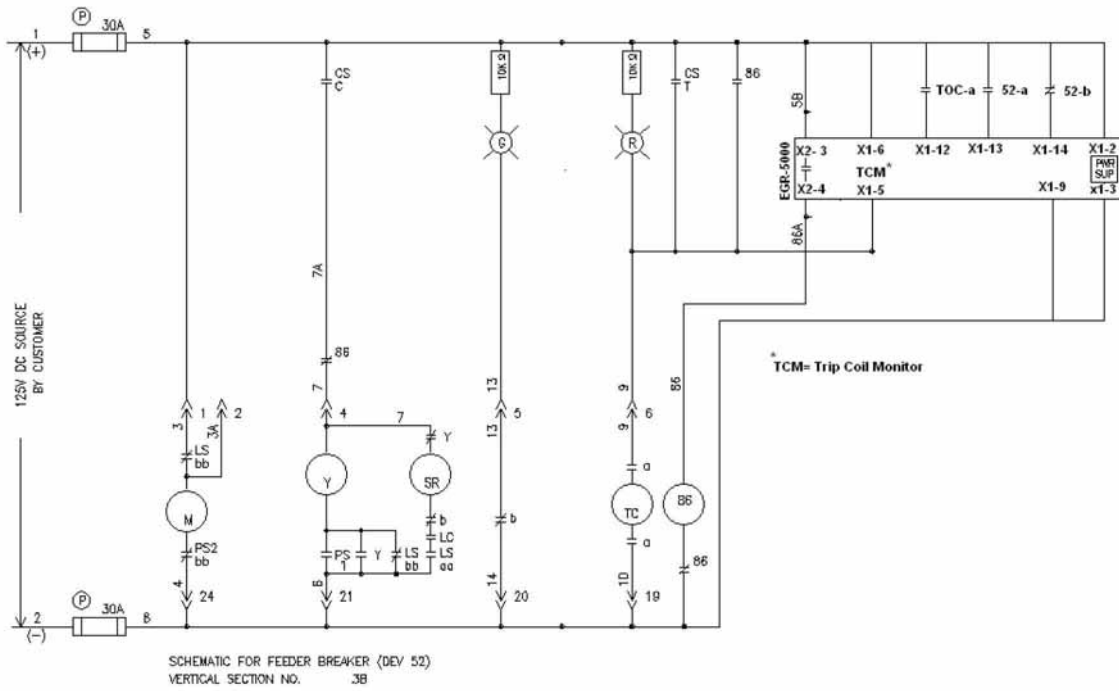 P
30A
1
(+)
5
CS
C
10K Ω
10K Ω
CS
T
86
TOC-a
52-a
52-b
5B
G
R
EGR-5000
X2- 3
X1-6
X1-12
X1-13
X1-14
X1-2
TCM*
PWR
SUP
X2-4
X1-5
X1-9
x1-3
86A
7A
125V DC SOURCE
BY CUSTOMER
*TCM= Trip Coil Monitor
86
7
13
9
86
1
2
4
7
5
6
3
3A
13
9
LS
bb
Y
a
Y
SR
M
TC
86
b
b
LC
a
PS2
bb
PS
1
Y
LS
bb
LS
aa
86
4
24
6
21
14
20
10
19
P
30A
2
(-)
8
SCHEMATIC FOR FEEDER BREAKER (DEV 52)
VERTICAL SECTION NO. 3B